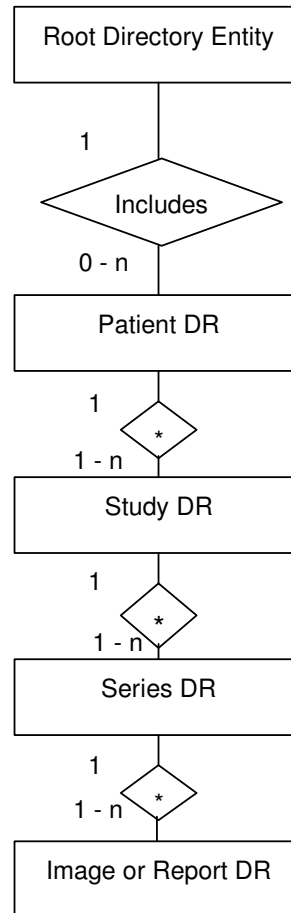 Root Directory Entity
1
Includes
0 - n
Patient DR
1
*
1 - n
Study DR
1
*
1 - n
Series DR
1
*
1 - n
Image or Report DR